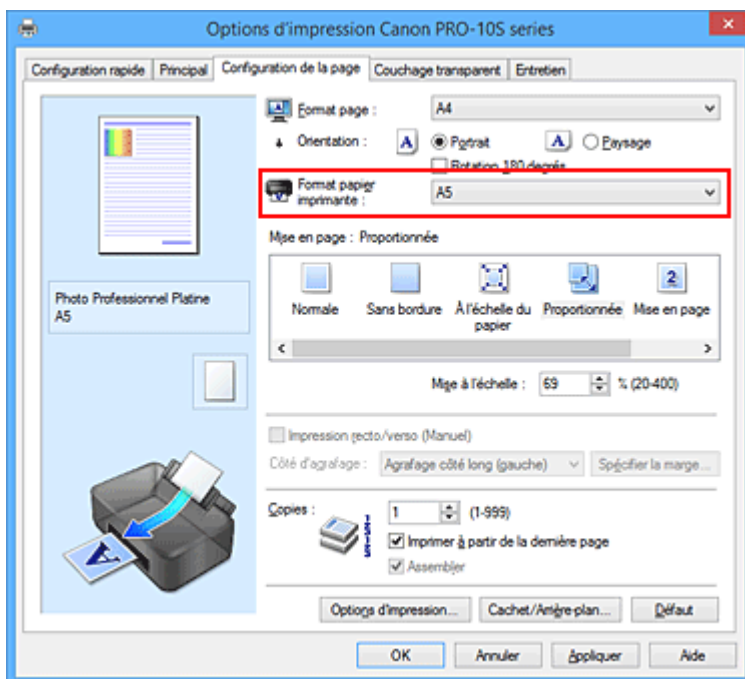 Options d'impression Canon PRO-10S series
Configuration rapide Principal Configuration de la page Couchage transparent Entretien
Format page : A4
Orientation : A Portrait A Paysage
Rotation 180 degrés
Format papier imprimante : A5
Mise en page : Proportionnée
Normale Sans bordure À l'échelle du papier Proportionnée Mise en page
2
Photo Professionnel Platine
A5
Mise à l'échelle : 69 % (20-400)
Impression recto/verso (Manuel)
Côté d'agrafage : Agrafage côté long (gauche) Spécifier la marge...
Copies : 1 (1-999)
Imprimer à partir de la dernière page
Assembler
Options d'impression... Cachet/Arrière-plan... Défaut
OK Annuler Appliquer Aide